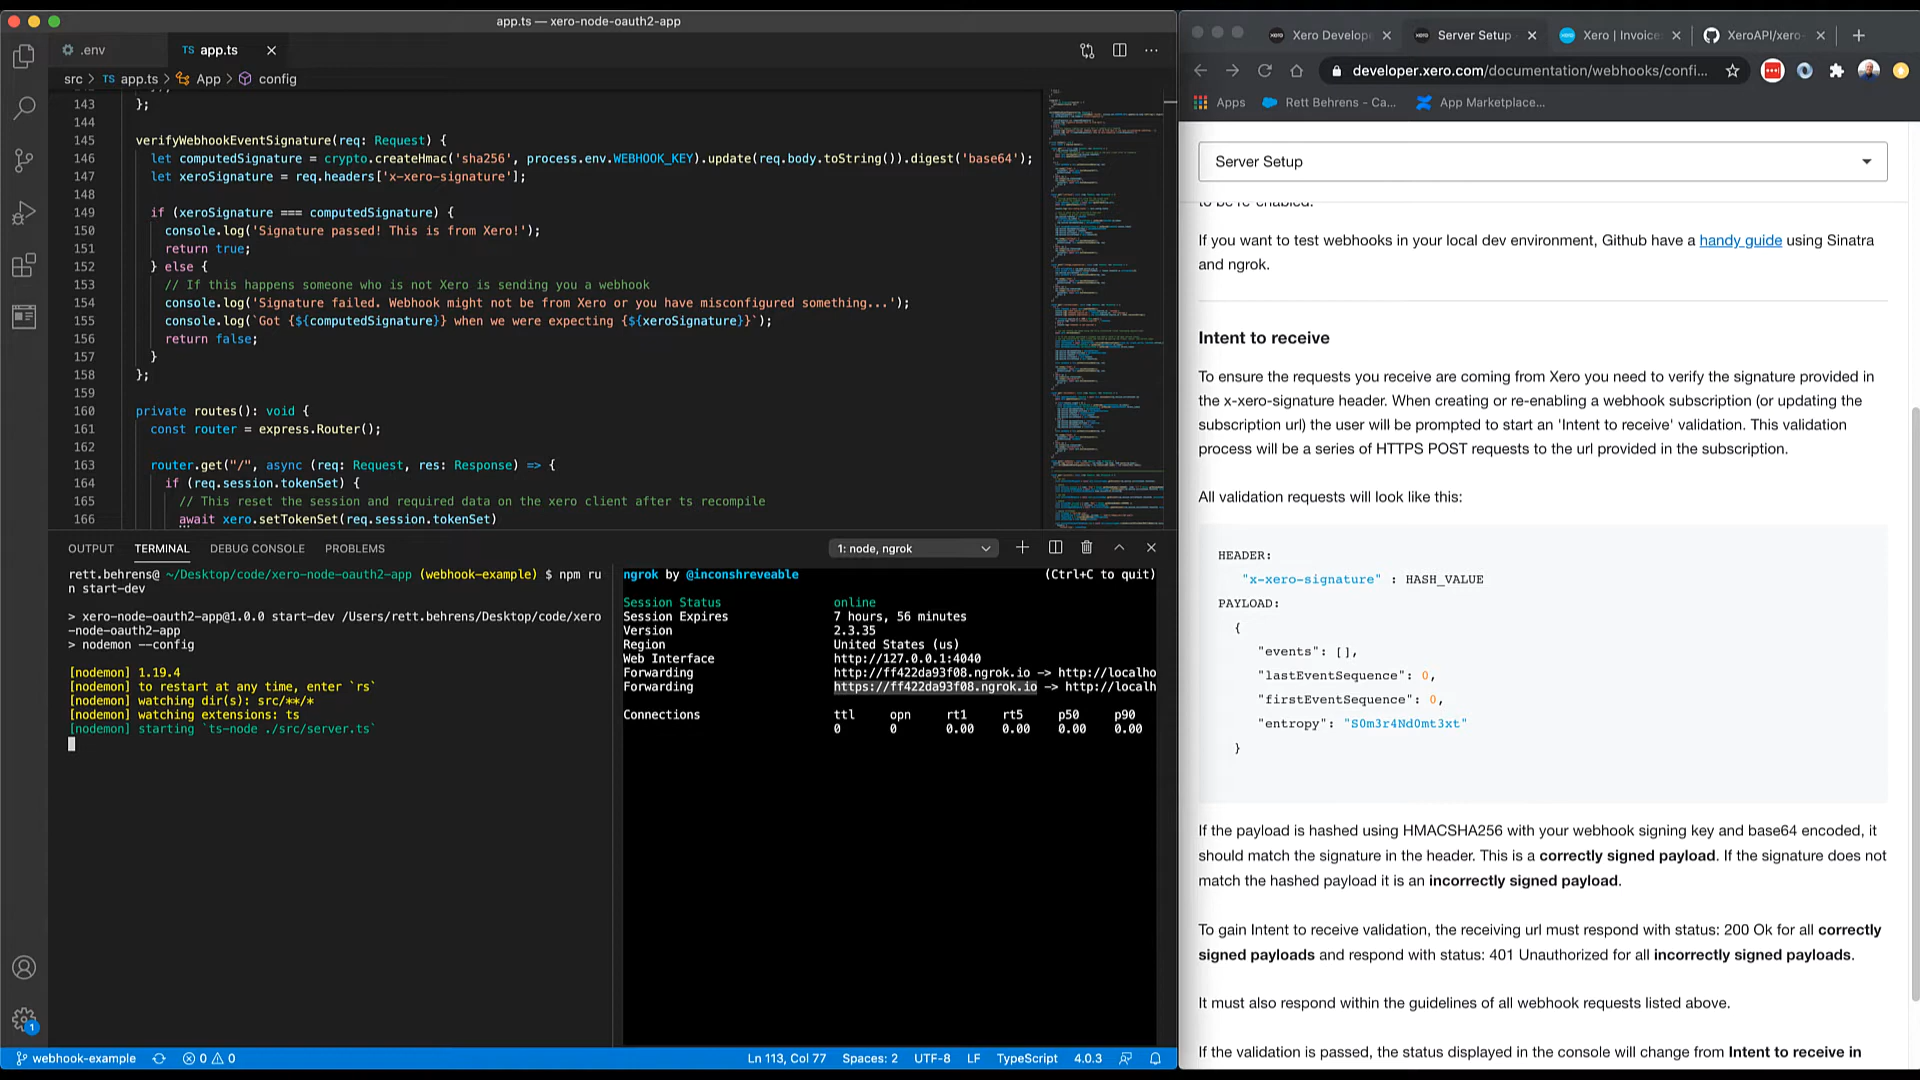 app.ts — xero-node-oauth2-app
.env
TS app.ts
src > TS app.ts > App > config
143 };
144
145 verifyWebhookEventSignature(req: Request) {
146 let computedSignature = crypto.createHmac('sha256', process.env.WEBHOOK_KEY).update(req.body.toString()).digest('base64');
147 let xeroSignature = req.headers['x-xero-signature'];
148
149 if (xeroSignature === computedSignature) {
150 console.log('Signature passed! This is from Xero!');
151 return true;
152 } else {
153 // If this happens someone who is not Xero is sending you a webhook
154 console.log('Signature failed. Webhook might not be from Xero or you have misconfigured something...');
155 console.log(`Got {${computedSignature}} when we were expecting {${xeroSignature}}`);
156 return false;
157 }
158 };
159
160 private routes(): void {
161 const router = express.Router();
162
163 router.get("/", async (req: Request, res: Response) => {
164 if (req.session.tokenSet) {
165 // This reset the session and required data on the xero client after ts recompile
166 await xero.setTokenSet(req.session.tokenSet)
OUTPUT TERMINAL DEBUG CONSOLE PROBLEMS
1: node, ngrok
rett.behrens@ ~/Desktop/code/xero-node-oauth2-app (webhook-example) $ npm ru
n start-dev
> xero-node-oauth2-app@1.0.0 start-dev /Users/rett.behrens/Desktop/code/xero
-node-oauth2-app
> nodemon --config
[nodemon] 1.19.4
[nodemon] to restart at any time, enter `rs`
[nodemon] watching dir(s): src/**/*
[nodemon] watching extensions: ts
[nodemon] starting `ts-node ./src/server.ts`
ngrok by @inconshreveable (Ctrl+C to quit)
Session Status online
Session Expires 7 hours, 56 minutes
Version 2.3.35
Region United States (us)
Web Interface http://127.0.0.1:4040
Forwarding http://ff422da93f08.ngrok.io -> http://localho
Forwarding https://ff422da93f08.ngrok.io -> http://localh
Connections ttl opn rt1 rt5 p50 p90
0 0 0.00 0.00 0.00 0.00
1
webhook-example 0 0 Ln 113, Col 77 Spaces: 2 UTF-8 LF TypeScript 4.0.3
Xero Develop Server Setup Xero | Invoice XeroAPI/xero-
developer.xero.com/documentation/webhooks/confi...
Apps Rett Behrens - Ca... App Marketplace...
Server Setup
to be re-enabled.
If you want to test webhooks in your local dev environment, Github have a handy guide using Sinatra
and ngrok.
Intent to receive
To ensure the requests you receive are coming from Xero you need to verify the signature provided in
the x-xero-signature header. When creating or re-enabling a webhook subscription (or updating the
subscription url) the user will be prompted to start an 'Intent to receive' validation. This validation
process will be a series of HTTPS POST requests to the url provided in the subscription.
All validation requests will look like this:
HEADER:
"x-xero-signature" : HASH_VALUE
PAYLOAD:
{
"events": [],
"lastEventSequence": 0,
"firstEventSequence": 0,
"entropy": "S0m3r4Nd0mt3xt"
}
If the payload is hashed using HMACSHA256 with your webhook signing key and base64 encoded, it
should match the signature in the header. This is a correctly signed payload. If the signature does not
match the hashed payload it is an incorrectly signed payload.
To gain Intent to receive validation, the receiving url must respond with status: 200 Ok for all correctly
signed payloads and respond with status: 401 Unauthorized for all incorrectly signed payloads.
It must also respond within the guidelines of all webhook requests listed above.
If the validation is passed, the status displayed in the console will change from Intent to receive in